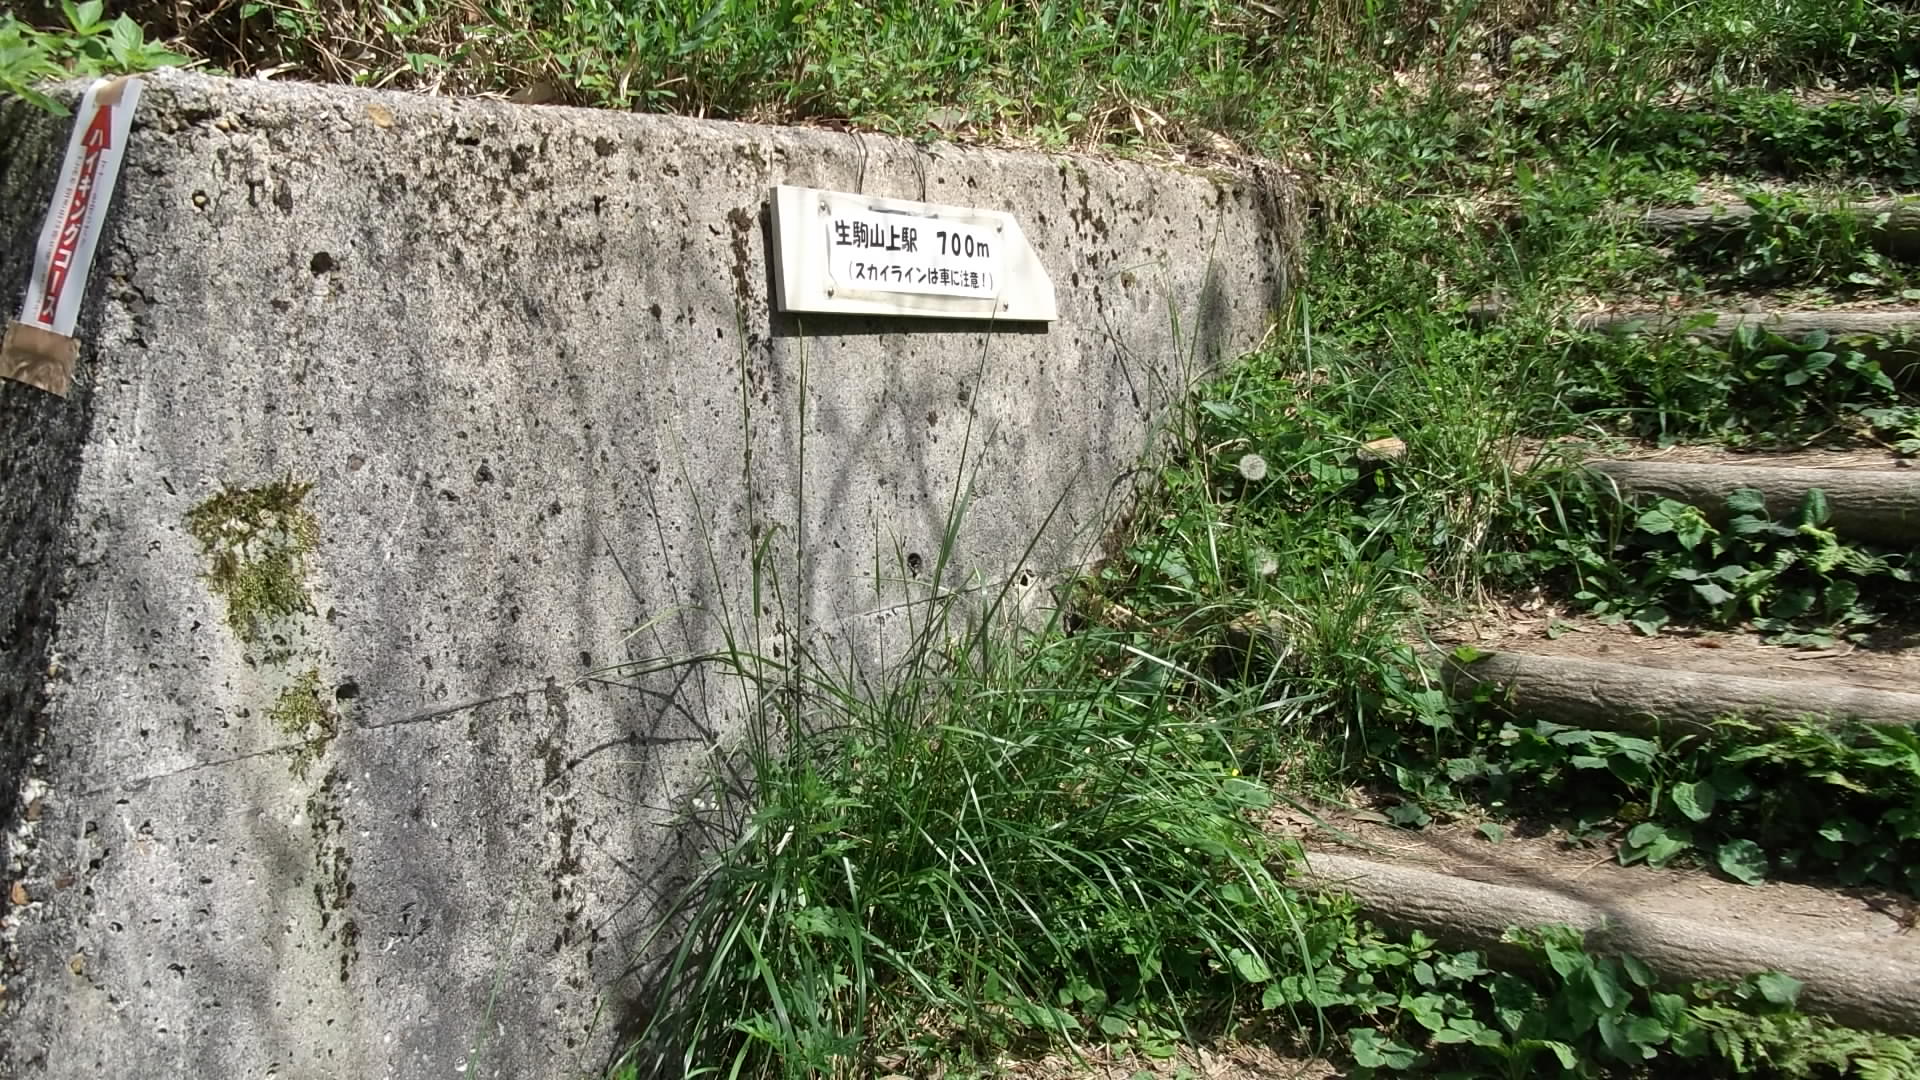 ハイキングコース
生駒山上駅 700m
(スカイラインは車に注意!)